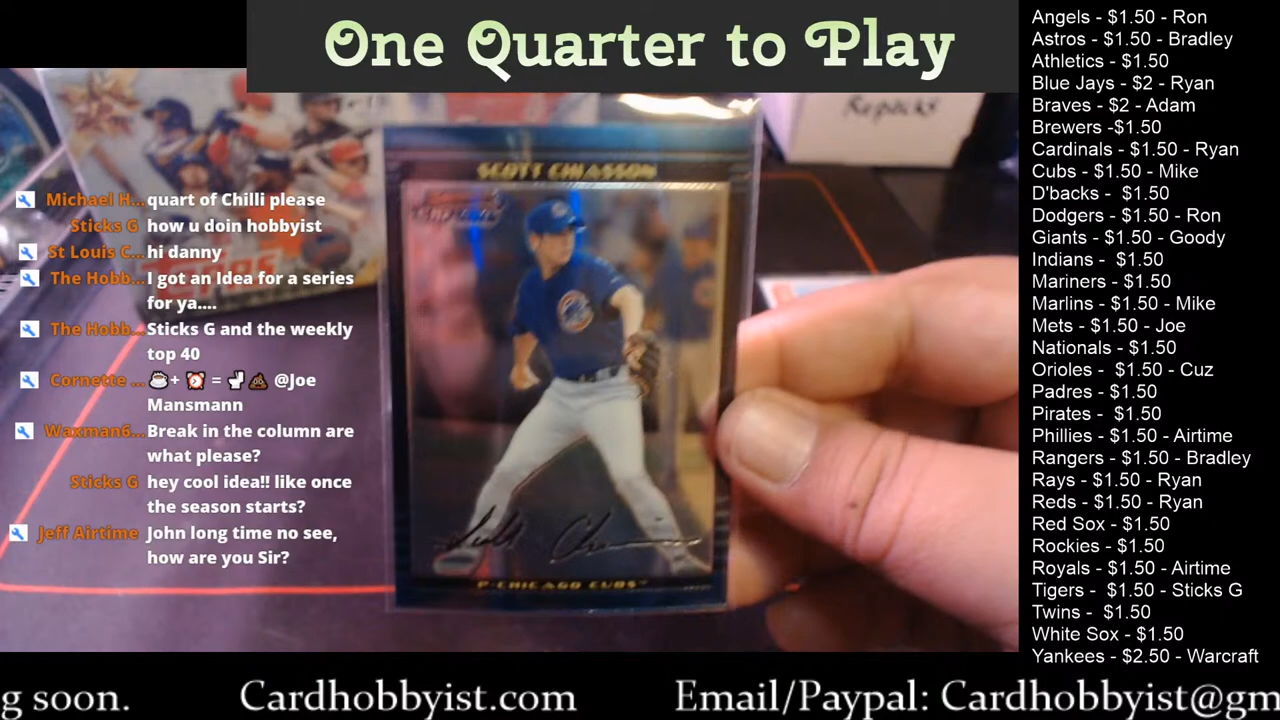 One Quarter to Play
Repacks
SCOTT CHIASSON
P-CHICAGO CUBS
Michael H... quart of Chilli please
Sticks G how u doin hobbyist
St Louis C... hi danny
The Hobb... I got an Idea for a series
for ya....
The Hobb... Sticks G and the weekly
top 40
Cornette ... ☕+ ⏰ = 🚽 💩 @Joe
Mansmann
Waxman6... Break in the column are
what please?
Sticks G hey cool idea!! like once
the season starts?
Jeff Airtime John long time no see,
how are you Sir?
Angels - $1.50 - Ron
Astros - $1.50 - Bradley
Athletics - $1.50
Blue Jays - $2 - Ryan
Braves - $2 - Adam
Brewers -$1.50
Cardinals - $1.50 - Ryan
Cubs - $1.50 - Mike
D'backs - $1.50
Dodgers - $1.50 - Ron
Giants - $1.50 - Goody
Indians - $1.50
Mariners - $1.50
Marlins - $1.50 - Mike
Mets - $1.50 - Joe
Nationals - $1.50
Orioles - $1.50 - Cuz
Padres - $1.50
Pirates - $1.50
Phillies - $1.50 - Airtime
Rangers - $1.50 - Bradley
Rays - $1.50 - Ryan
Reds - $1.50 - Ryan
Red Sox - $1.50
Rockies - $1.50
Royals - $1.50 - Airtime
Tigers - $1.50 - Sticks G
Twins - $1.50
White Sox - $1.50
Yankees - $2.50 - Warcraft
g soon. Cardhobbyist.com Email/Paypal: Cardhobbyist@gm